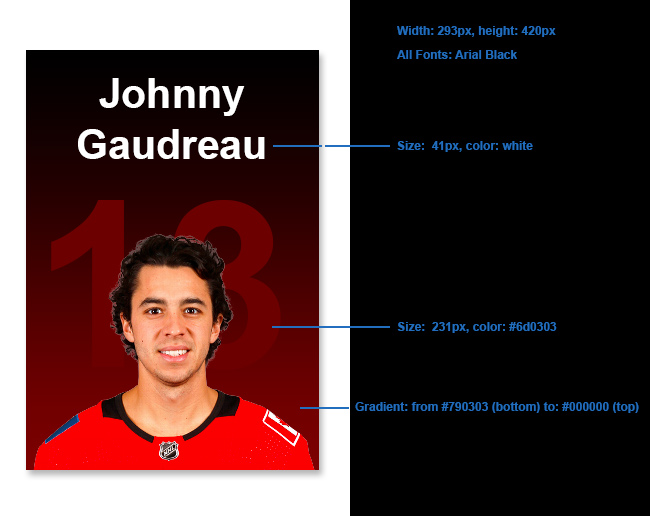 Width: 293px, height: 420px
All Fonts: Arial Black
Johnny
Gaudreau
Size:  41px, color: white
13
Size:  231px, color: #6d0303
Gradient: from #790303 (bottom) to: #000000 (top)
NHL